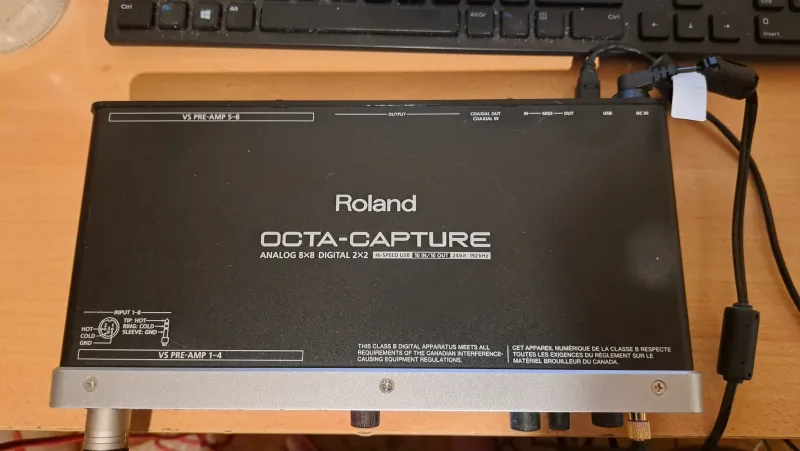 Ctrl
Alt
AltGr
Ctrl
0
Insert
Enter
VS PRE-AMP 5-8
OUTPUT
COAXIAL OUT
COAXIAL IN
IN MIDI OUT
USB
DC IN
Roland
OCTA-CAPTURE
ANALOG 8×8 DIGITAL 2×2 HI-SPEED USB 10 IN/10 OUT 24bit 192kHz
INPUT 1-8
TIP: HOT
RING: COLD
SLEEVE: GND
HOT
COLD
GND
VS PRE-AMP 1-4
THIS CLASS B DIGITAL APPARATUS MEETS ALL
REQUIREMENTS OF THE CANADIAN INTERFERENCE-
CAUSING EQUIPMENT REGULATIONS.
CET APPAREIL NUMÉRIQUE DE LA CLASSE B RESPECTE
TOUTES LES EXIGENCES DU RÈGLEMENT SUR LE
MATÉRIEL BROUILLEUR DU CANADA.